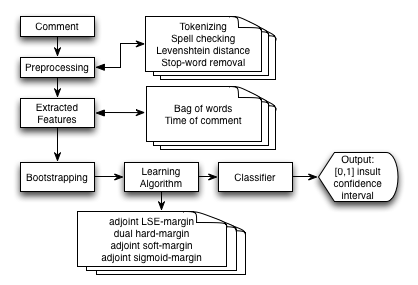 Comment
Tokenizing
Spell checking
Levenshtein distance
Stop-word removal
Preprocessing
Extracted
Features
Bag of words
Time of comment
Bootstrapping
Learning
Algorithm
Classifier
Output:
[0,1] insult
confidence
interval
adjoint LSE-margin
dual hard-margin
adjoint soft-margin
adjoint sigmoid-margin